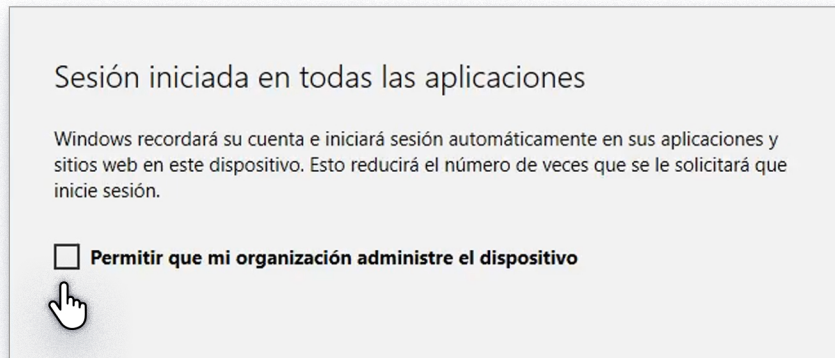 Sesión iniciada en todas las aplicaciones
Windows recordará su cuenta e iniciará sesión automáticamente en sus aplicaciones y
sitios web en este dispositivo. Esto reducirá el número de veces que se le solicitará que
inicie sesión.
Permitir que mi organización administre el dispositivo